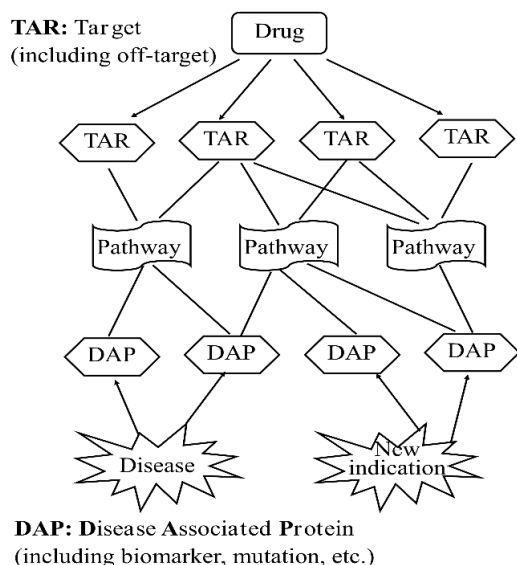 TAR: Target
(including off-target)
Drug
TAR
TAR
TAR
TAR
Pathway
Pathway
Pathway
DAP
DAP
DAP
DAP
Disease
New
indication
DAP: Disease Associated Protein
(including biomarker, mutation, etc.)